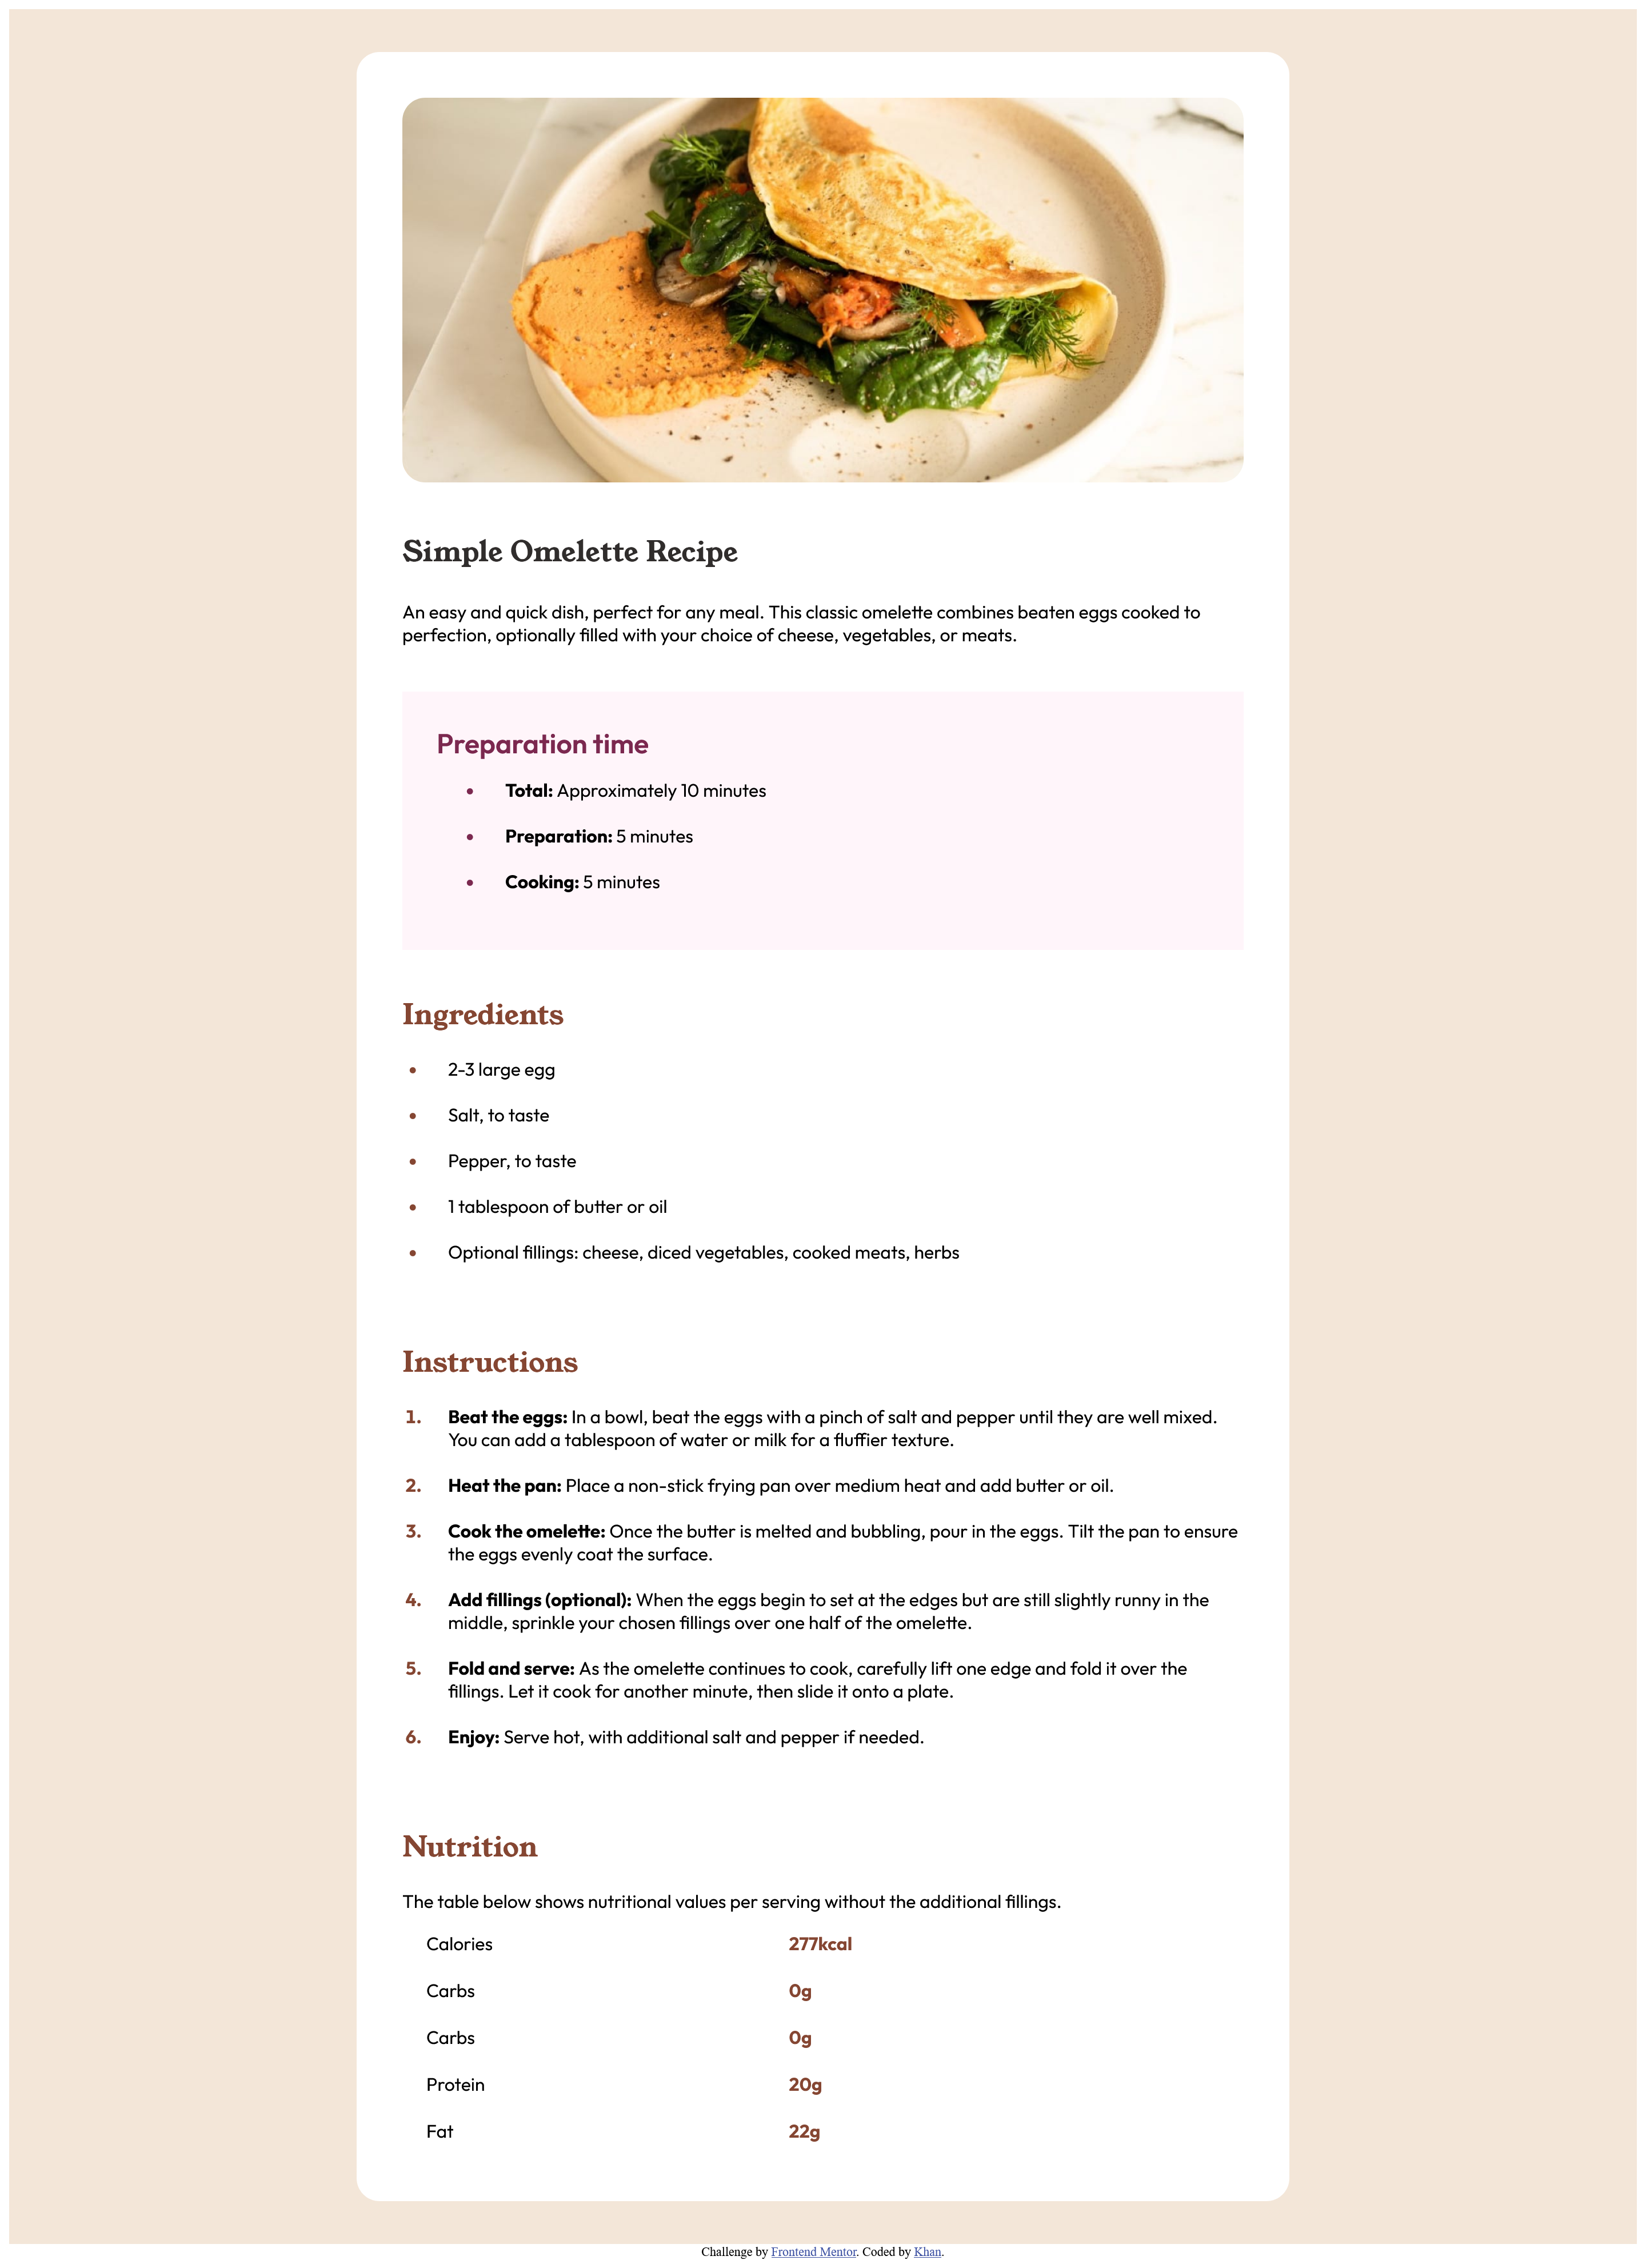 Simple Omelette Recipe
An easy and quick dish, perfect for any meal. This classic omelette combines beaten eggs cooked to
perfection, optionally filled with your choice of cheese, vegetables, or meats.
Preparation time
• Total: Approximately 10 minutes
• Preparation: 5 minutes
• Cooking: 5 minutes
Ingredients
• 2-3 large egg
• Salt, to taste
• Pepper, to taste
• 1 tablespoon of butter or oil
• Optional fillings: cheese, diced vegetables, cooked meats, herbs
Instructions
1. Beat the eggs: In a bowl, beat the eggs with a pinch of salt and pepper until they are well mixed.
You can add a tablespoon of water or milk for a fluffier texture.
2. Heat the pan: Place a non-stick frying pan over medium heat and add butter or oil.
3. Cook the omelette: Once the butter is melted and bubbling, pour in the eggs. Tilt the pan to ensure
the eggs evenly coat the surface.
4. Add fillings (optional): When the eggs begin to set at the edges but are still slightly runny in the
middle, sprinkle your chosen fillings over one half of the omelette.
5. Fold and serve: As the omelette continues to cook, carefully lift one edge and fold it over the
fillings. Let it cook for another minute, then slide it onto a plate.
6. Enjoy: Serve hot, with additional salt and pepper if needed.
Nutrition
The table below shows nutritional values per serving without the additional fillings.
Calories 277kcal
Carbs 0g
Carbs 0g
Protein 20g
Fat 22g
Challenge by Frontend Mentor. Coded by Khan.